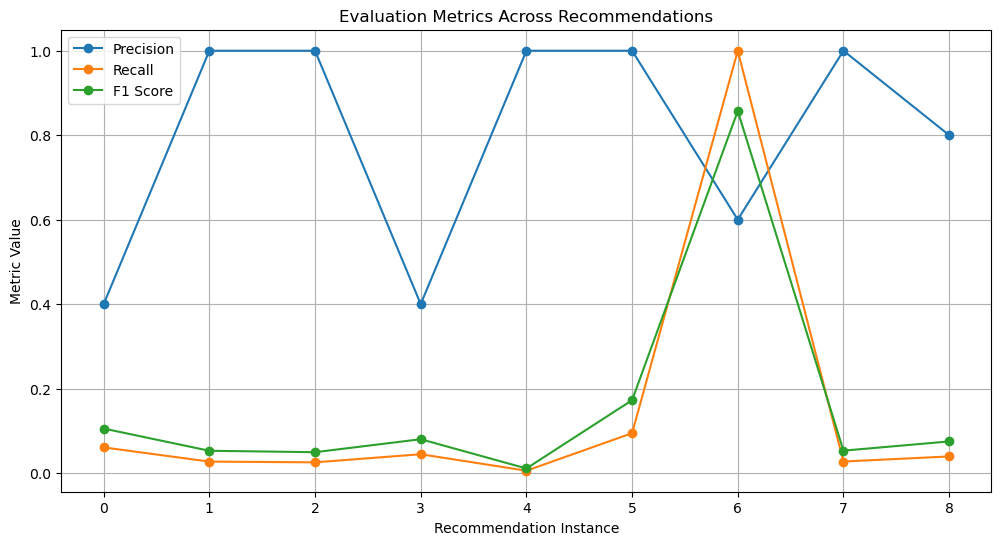 Evaluation Metrics Across Recommendations
Precision
Recall
F1 Score
Metric Value
1.0
0.8
0.6
0.4
0.2
0.0
0 1 2 3 4 5 6 7 8
Recommendation Instance